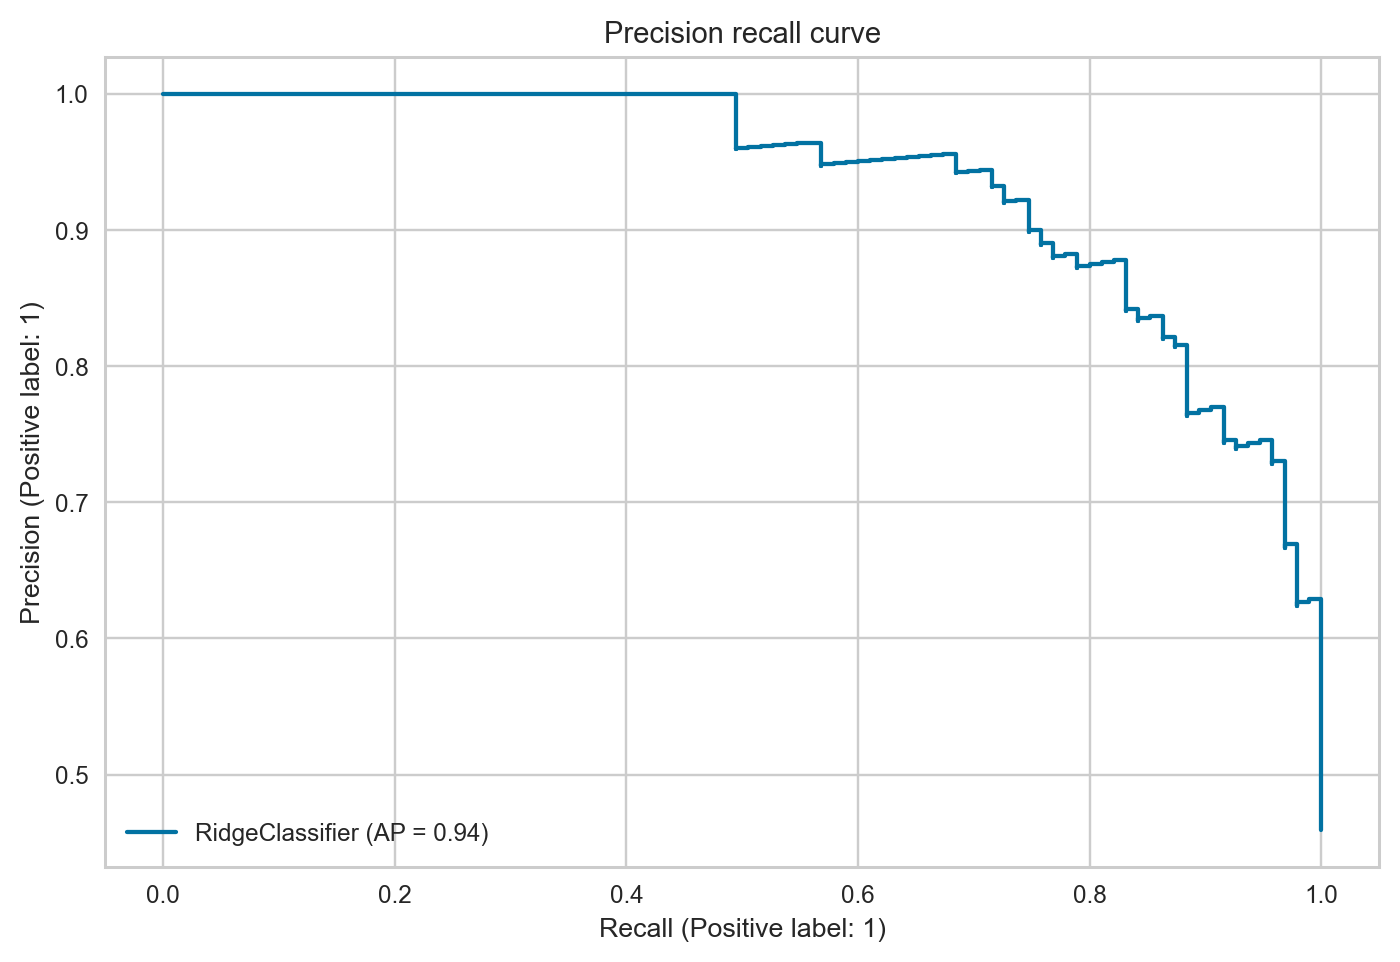 Precision recall curve
1.0
0.9
0.8
0.7
0.6
0.5
Precision (Positive label: 1)
RidgeClassifier (AP = 0.94)
0.0 0.2 0.4 0.6 0.8 1.0
Recall (Positive label: 1)